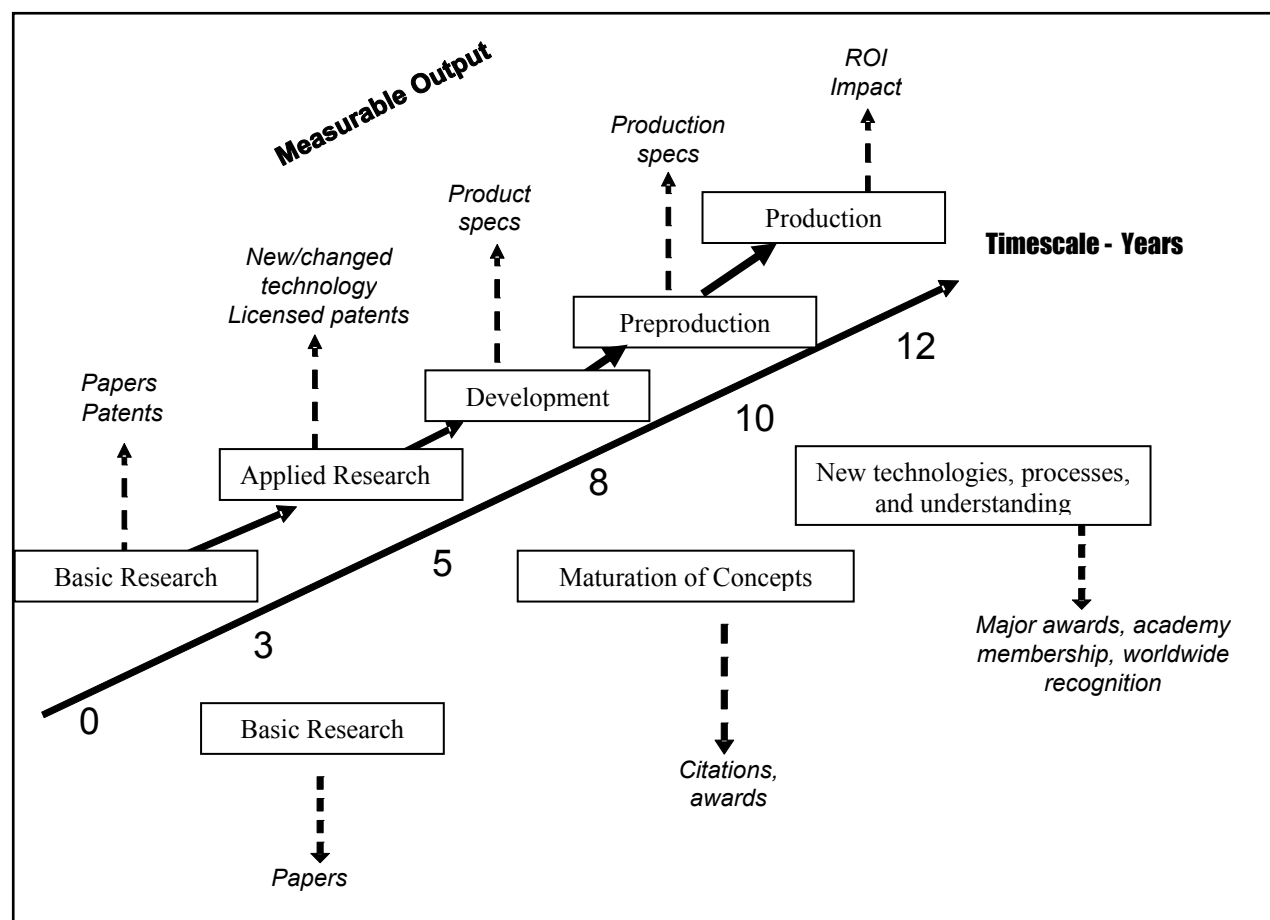 Measurable Output
ROI
Impact
Production
specs
Product
specs
Production
New/changed
technology
Licensed patents
Timescale - Years
Preproduction
12
Papers
Patents
Development
10
Applied Research
8
New technologies, processes,
and understanding
5
Basic Research
Maturation of Concepts
3
Major awards, academy
membership, worldwide
recognition
0
Basic Research
Citations,
awards
Papers